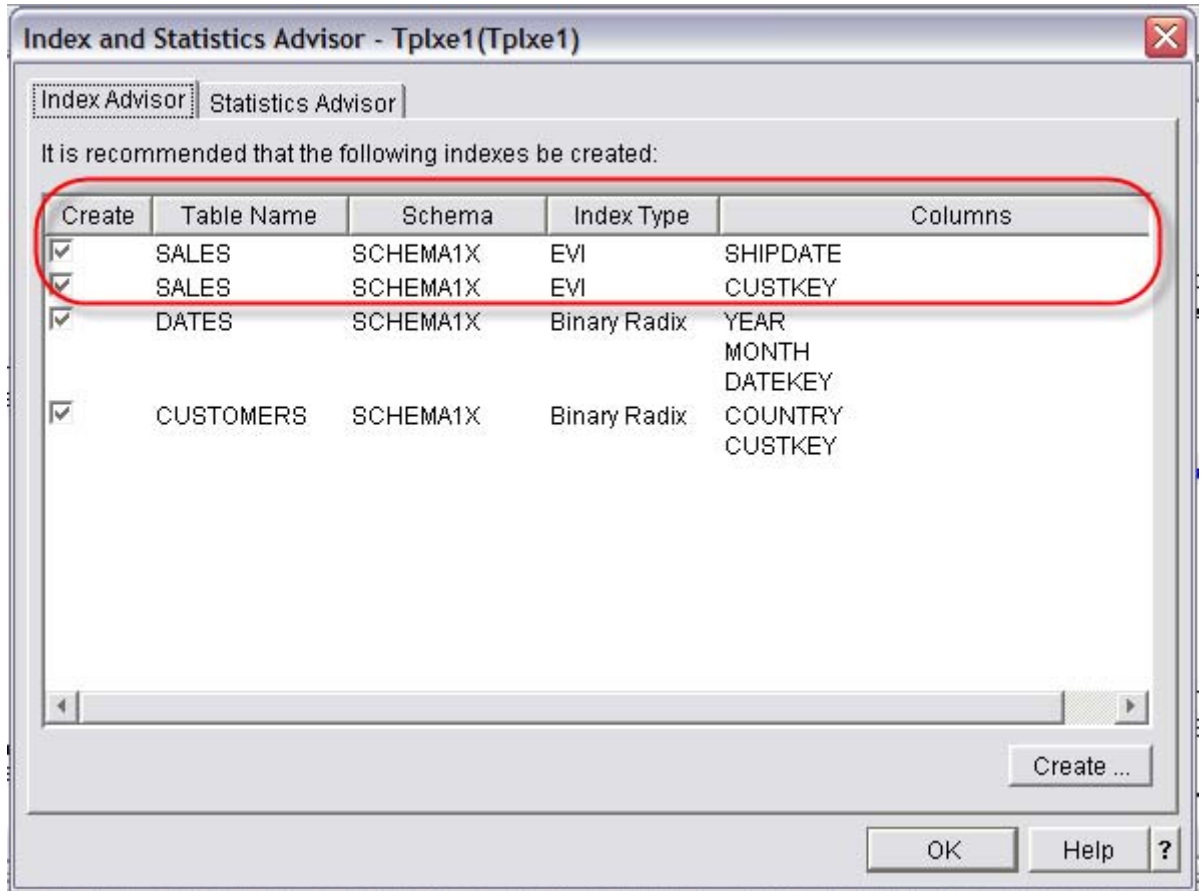 Index and Statistics Advisor - Tplxe1(Tplxe1)
Index Advisor Statistics Advisor
It is recommended that the following indexes be created:
Create Table Name Schema Index Type Columns
SALES SCHEMA1X EVI SHIPDATE
SALES SCHEMA1X EVI CUSTKEY
DATES SCHEMA1X Binary Radix YEAR
MONTH
DATEKEY
CUSTOMERS SCHEMA1X Binary Radix COUNTRY
CUSTKEY
Create ...
OK Help ?